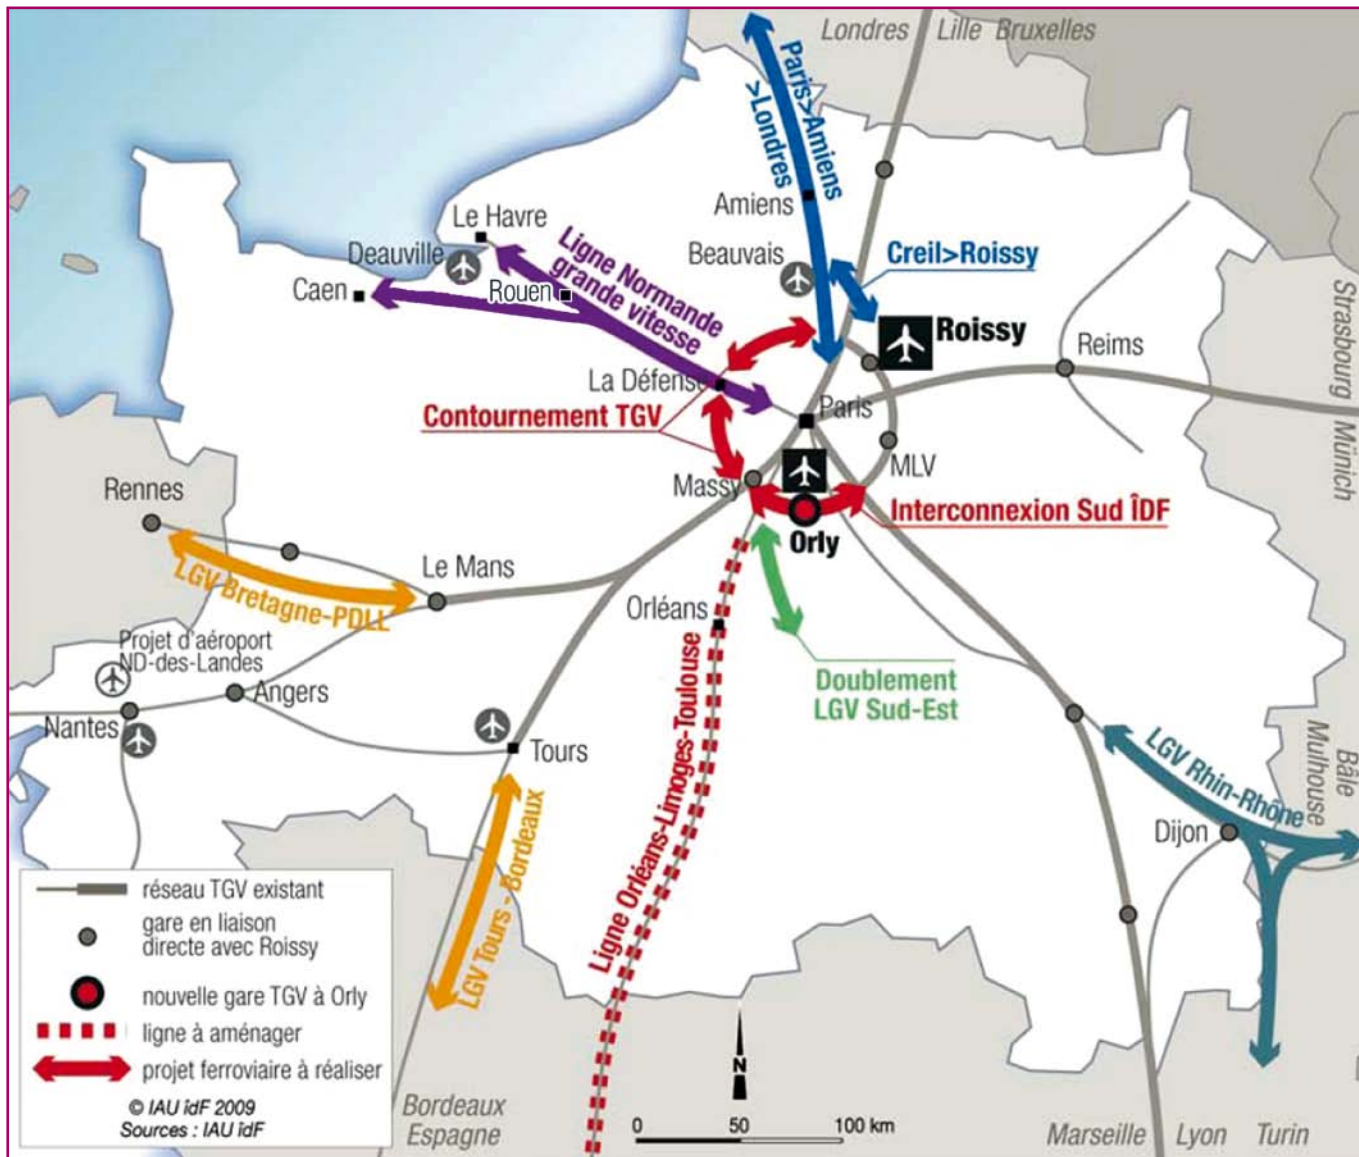 Londres
Lille Bruxelles
Paris>Amiens
>Londres
Amiens
Le Havre
Deauville
Beauvais
Creil>Roissy
Ligne Normande
grande vitesse
Caen
Rouen
Roissy
Reims
Strasbourg Münich
La Défense
Contournement TGV
Paris
MLV
Massy
Rennes
Interconnexion Sud ÎDF
Orly
Le Mans
LGV Bretagne-PDLL
Orléans
Projet d'aéroport
ND-des-Landes
Angers
Doublement
LGV Sud-Est
Nantes
Tours
Ligne Orléans-Limoges-Toulouse
LGV Rhin-Rhône
Bâle
Mulhouse
Dijon
LGV Tours - Bordeaux
réseau TGV existant
gare en liaison
directe avec Roissy
nouvelle gare TGV à Orly
ligne à aménager
projet ferroviaire à réaliser
© IAU îdF 2009
Sources : IAU îdF
Bordeaux
Espagne
N
0 50 100 km
Marseille
Lyon
Turin